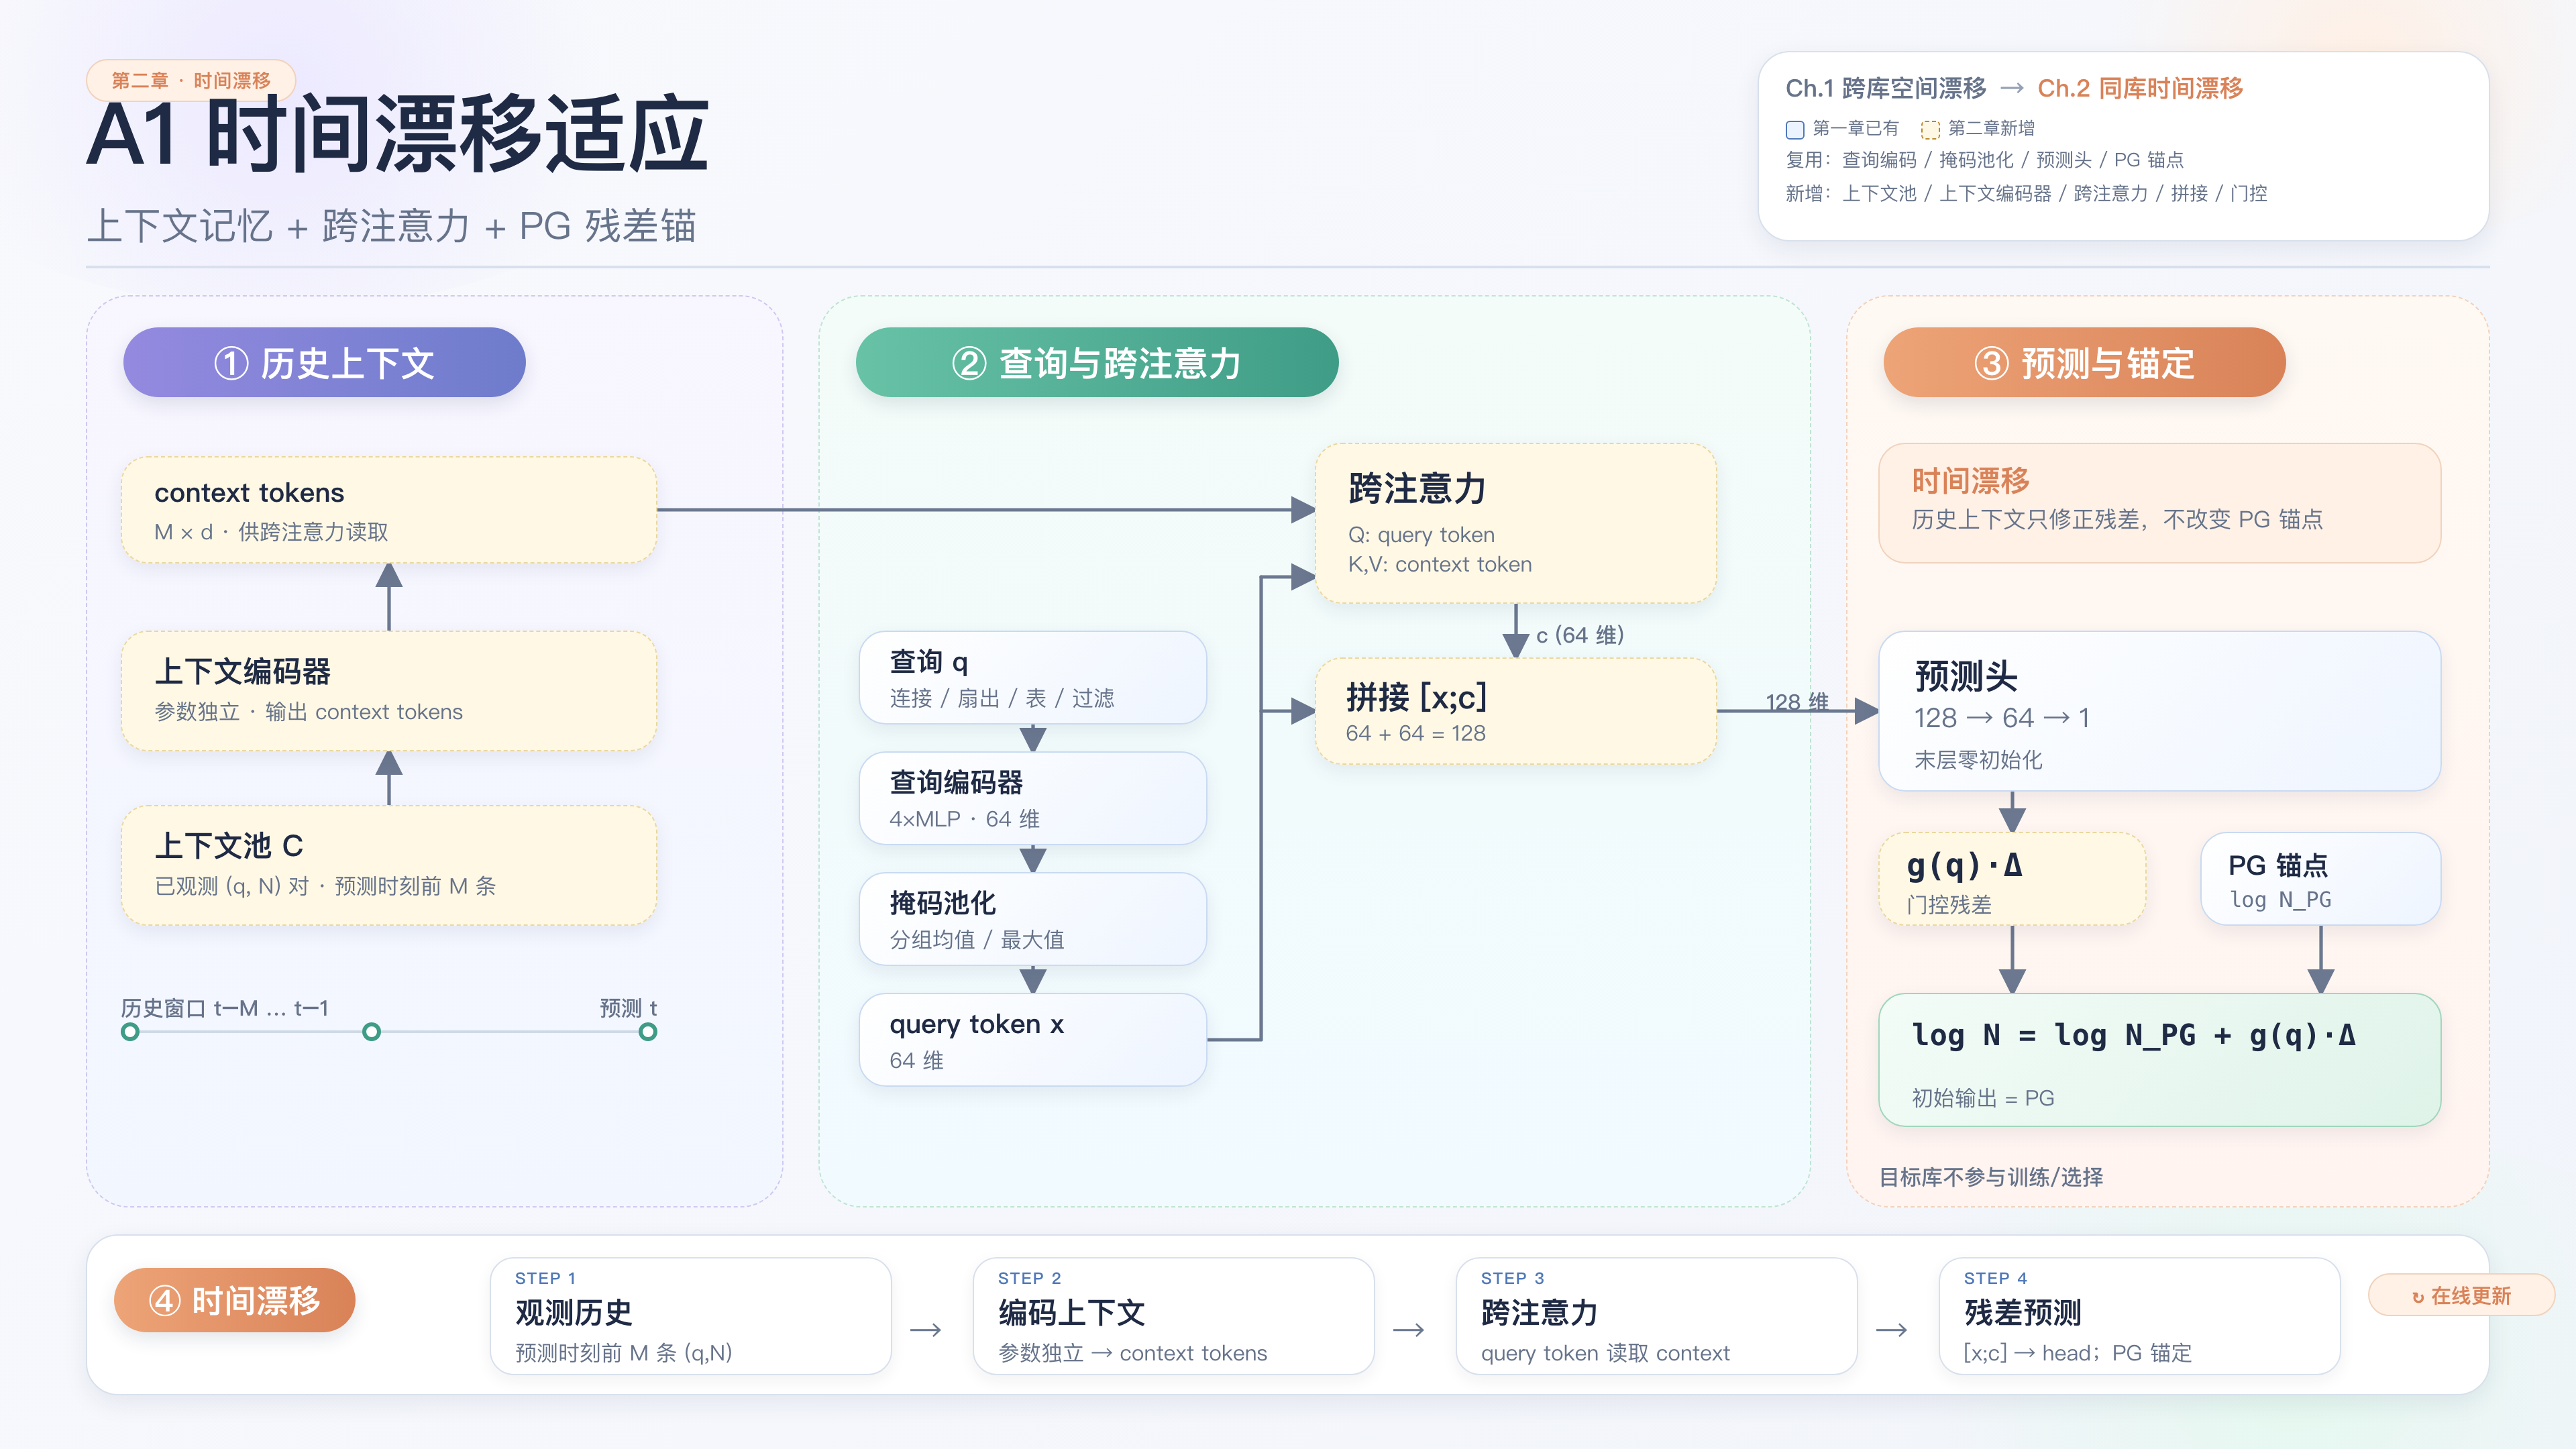 第二章 · 时间漂移
A1 时间漂移适应
上下文记忆 + 跨注意力 + PG 残差锚
Ch.1 跨库空间漂移 → Ch.2 同库时间漂移
第一章已有 第二章新增
复用：查询编码 / 掩码池化 / 预测头 / PG 锚点
新增：上下文池 / 上下文编码器 / 跨注意力 / 拼接 / 门控
① 历史上下文
context tokens
M × d · 供跨注意力读取
上下文编码器
参数独立 · 输出 context tokens
上下文池 C
已观测 (q, N) 对 · 预测时刻前 M 条
历史窗口 t−M … t−1
预测 t
② 查询与跨注意力
跨注意力
Q: query token
K,V: context token
c (64 维)
查询 q
连接 / 扇出 / 表 / 过滤
拼接 [x;c]
64 + 64 = 128
128 维
查询编码器
4×MLP · 64 维
掩码池化
分组均值 / 最大值
query token x
64 维
③ 预测与锚定
时间漂移
历史上下文只修正残差，不改变 PG 锚点
预测头
128 → 64 → 1
末层零初始化
g(q)·Δ
门控残差
PG 锚点
log N_PG
log N = log N_PG + g(q)·Δ
初始输出 = PG
目标库不参与训练/选择
④ 时间漂移
STEP 1
观测历史
预测时刻前 M 条 (q,N)
→
STEP 2
编码上下文
参数独立 → context tokens
→
STEP 3
跨注意力
query token 读取 context
→
STEP 4
残差预测
[x;c] → head；PG 锚定
↻ 在线更新